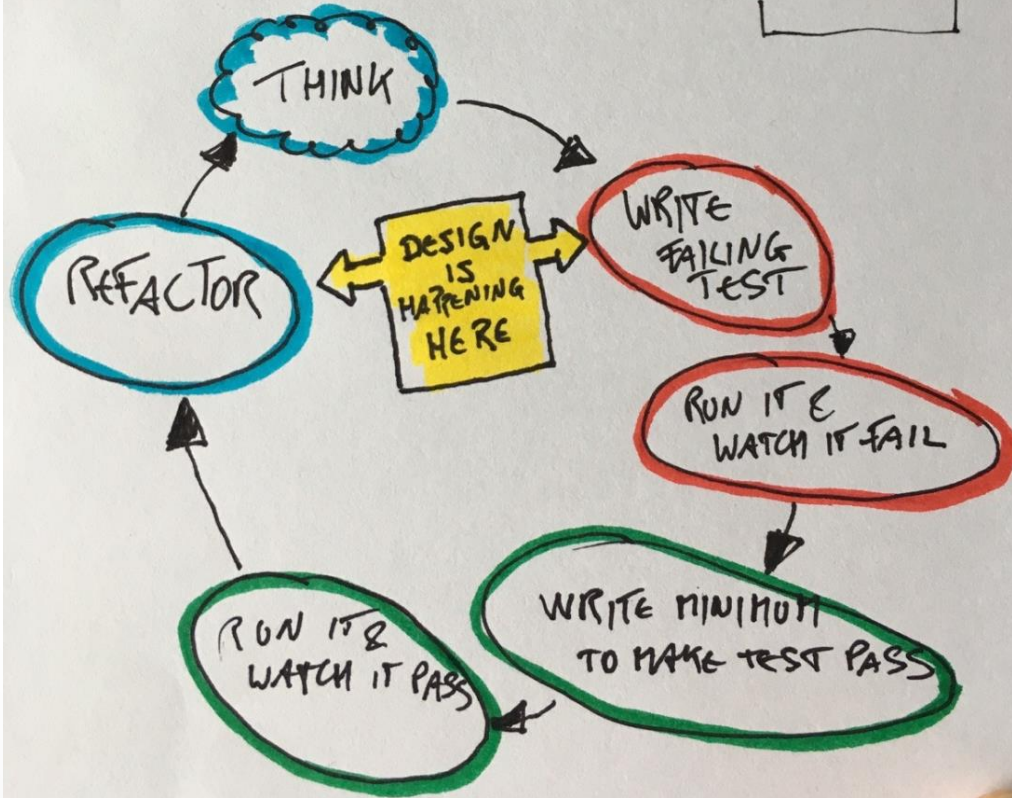 THINK
WRITE
FAILING
TEST
DESIGN
IS
HAPPENING
HERE
REFACTOR
RUN IT &
WATCH IT FAIL
WRITE MINIMUM
TO MAKE TEST PASS
RUN IT &
WATCH IT PASS